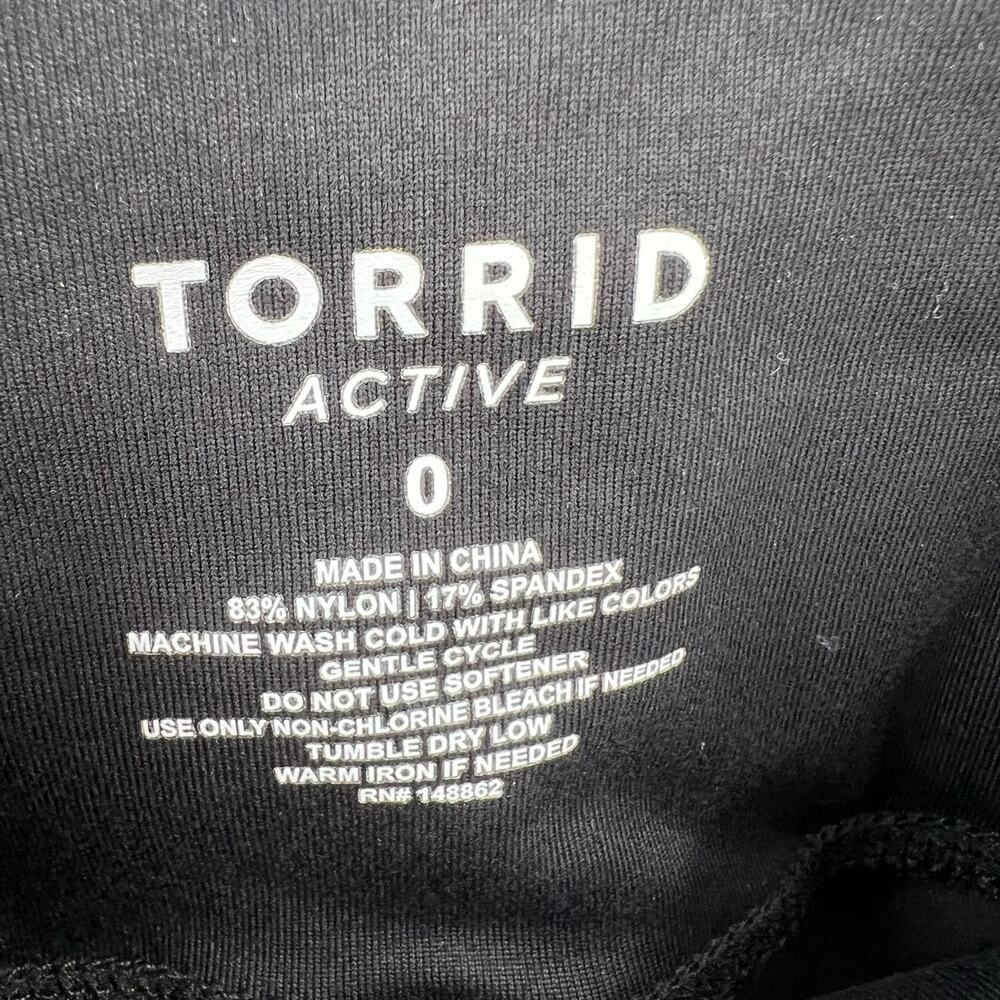 TORRID
ACTIVE
0
MADE IN CHINA
83% NYLON | 17% SPANDEX
MACHINE WASH COLD WITH LIKE COLORS
GENTLE CYCLE
DO NOT USE SOFTENER
USE ONLY NON-CHLORINE BLEACH IF NEEDED
TUMBLE DRY LOW
WARM IRON IF NEEDED
RN# 148862